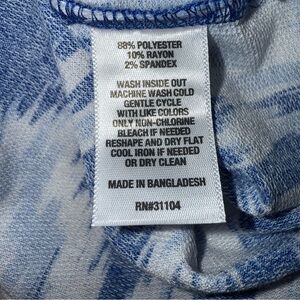 88% POLYESTER
10% RAYON
2% SPANDEX
WASH INSIDE OUT
MACHINE WASH COLD
GENTLE CYCLE
WITH LIKE COLORS
ONLY NON-CHLORINE
BLEACH IF NEEDED
RESHAPE AND DRY FLAT
COOL IRON IF NEEDED
OR DRY CLEAN
MADE IN BANGLADESH
RN#31104